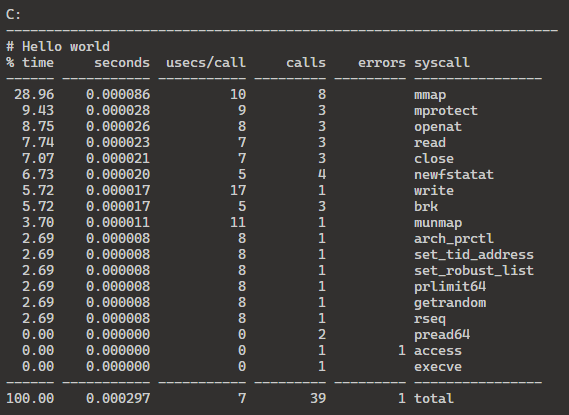 C:
---------------------------------------------------------------------
# Hello world
% time     seconds  usecs/call     calls    errors syscall
------ ----------- ----------- --------- --------- ----------------
 28.96    0.000086          10         8           mmap
  9.43    0.000028           9         3           mprotect
  8.75    0.000026           8         3           openat
  7.74    0.000023           7         3           read
  7.07    0.000021           7         3           close
  6.73    0.000020           5         4           newfstatat
  5.72    0.000017          17         1           write
  5.72    0.000017           5         3           brk
  3.70    0.000011          11         1           munmap
  2.69    0.000008           8         1           arch_prctl
  2.69    0.000008           8         1           set_tid_address
  2.69    0.000008           8         1           set_robust_list
  2.69    0.000008           8         1           prlimit64
  2.69    0.000008           8         1           getrandom
  2.69    0.000008           8         1           rseq
  0.00    0.000000           0         2           pread64
  0.00    0.000000           0         1         1 access
  0.00    0.000000           0         1           execve
------ ----------- ----------- --------- --------- ----------------
100.00    0.000297           7        39         1 total